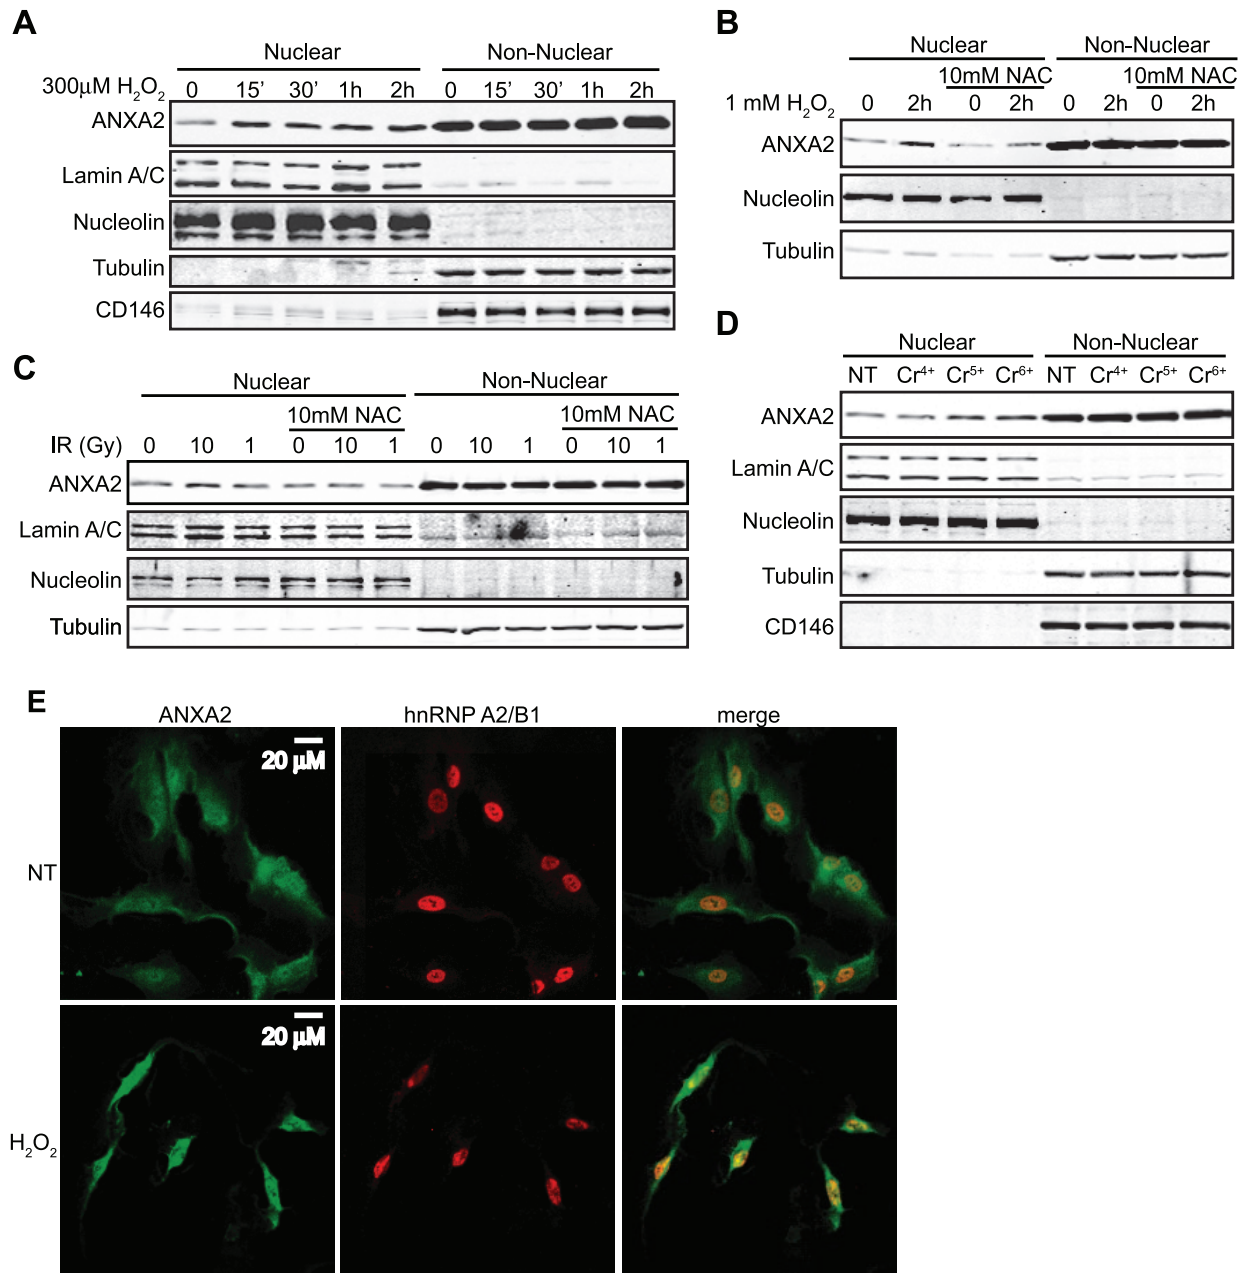 A
Nuclear Non-Nuclear
300µM H₂O₂ 0 15’ 30’ 1h 2h 0 15’ 30’ 1h 2h
ANXA2
Lamin A/C
Nucleolin
Tubulin
CD146
B
Nuclear Non-Nuclear
10mM NAC 10mM NAC
1 mM H₂O₂ 0 2h 0 2h 0 2h 0 2h
ANXA2
Nucleolin
Tubulin
C
Nuclear Non-Nuclear
10mM NAC 10mM NAC
IR (Gy) 0 10 1 0 10 1 0 10 1 0 10 1
ANXA2
Lamin A/C
Nucleolin
Tubulin
D
Nuclear Non-Nuclear
NT Cr⁴⁺ Cr⁵⁺ Cr⁶⁺ NT Cr⁴⁺ Cr⁵⁺ Cr⁶⁺
ANXA2
Lamin A/C
Nucleolin
Tubulin
CD146
E
ANXA2 hnRNP A2/B1 merge
20 µM
NT
20 µM
H₂O₂